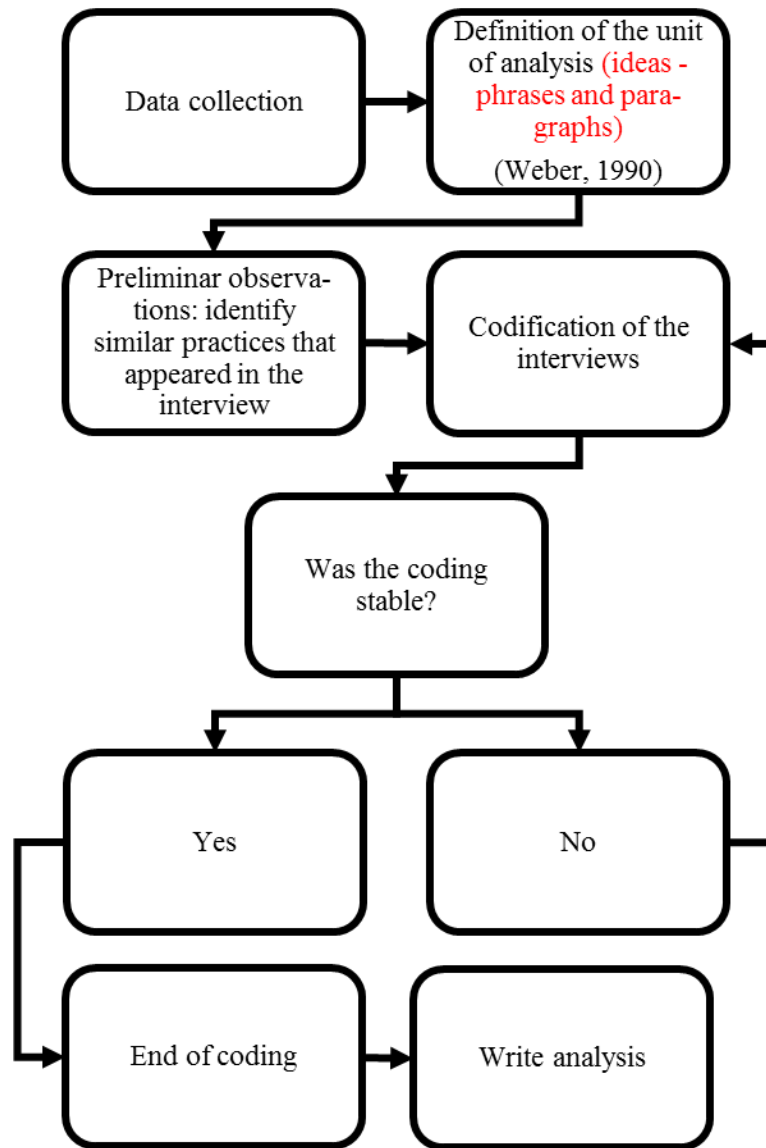 Data collection
Definition of the unit
of analysis (ideas -
phrases and para-
graphs)
(Weber, 1990)
Preliminar observa-
tions: identify
similar practices that
appeared in the
interview
Codification of the
interviews
Was the coding
stable?
Yes
No
End of coding
Write analysis